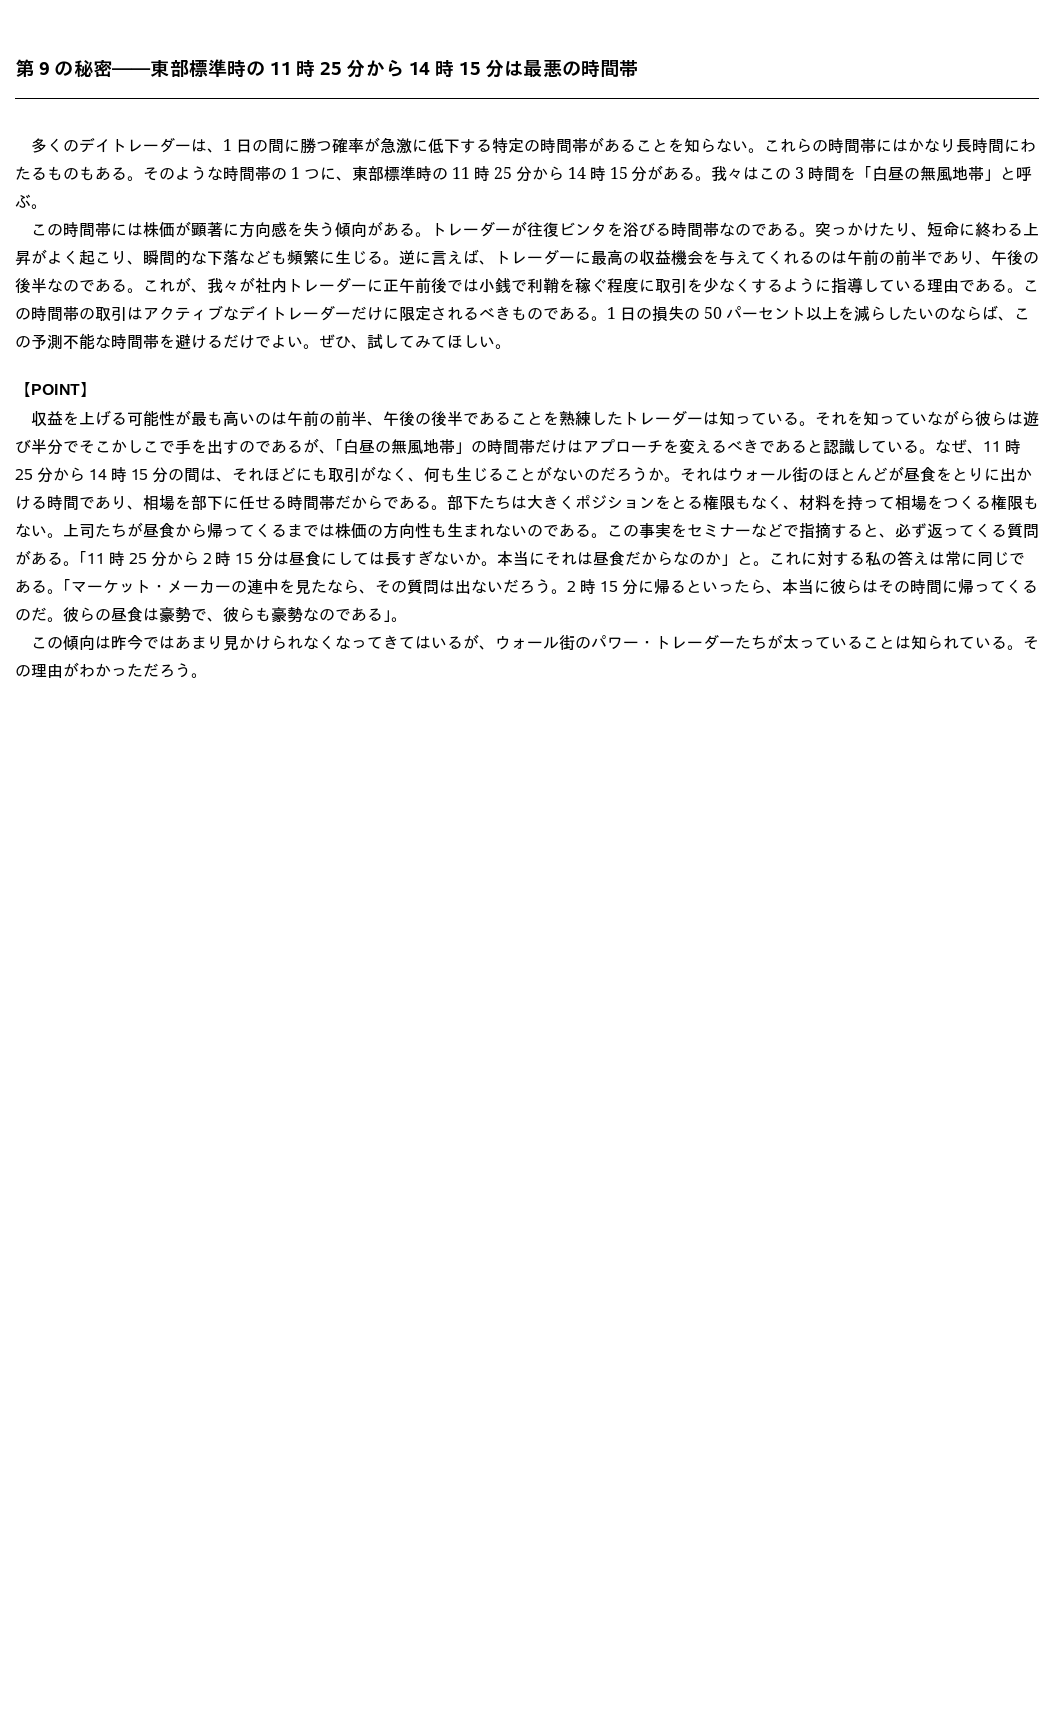 第 9 の秘密――東部標準時の 11 時 25 分から 14 時 15 分は最悪の時間帯
　多くのデイトレーダーは、1 日の間に勝つ確率が急激に低下する特定の時間帯があることを知らない。これらの時間帯にはかなり長時間にわ
たるものもある。そのような時間帯の 1 つに、東部標準時の 11 時 25 分から 14 時 15 分がある。我々はこの 3 時間を「白昼の無風地帯」と呼
ぶ。
　この時間帯には株価が顕著に方向感を失う傾向がある。トレーダーが往復ビンタを浴びる時間帯なのである。突っかけたり、短命に終わる上
昇がよく起こり、瞬間的な下落なども頻繁に生じる。逆に言えば、トレーダーに最高の収益機会を与えてくれるのは午前の前半であり、午後の
後半なのである。これが、我々が社内トレーダーに正午前後では小銭で利鞘を稼ぐ程度に取引を少なくするように指導している理由である。こ
の時間帯の取引はアクティブなデイトレーダーだけに限定されるべきものである。1 日の損失の 50 パーセント以上を減らしたいのならば、こ
の予測不能な時間帯を避けるだけでよい。ぜひ、試してみてほしい。
【POINT】
　収益を上げる可能性が最も高いのは午前の前半、午後の後半であることを熟練したトレーダーは知っている。それを知っていながら彼らは遊
び半分でそこかしこで手を出すのであるが、「白昼の無風地帯」の時間帯だけはアプローチを変えるべきであると認識している。なぜ、11 時
25 分から 14 時 15 分の間は、それほどにも取引がなく、何も生じることがないのだろうか。それはウォール街のほとんどが昼食をとりに出か
ける時間であり、相場を部下に任せる時間帯だからである。部下たちは大きくポジションをとる権限もなく、材料を持って相場をつくる権限も
ない。上司たちが昼食から帰ってくるまでは株価の方向性も生まれないのである。この事実をセミナーなどで指摘すると、必ず返ってくる質問
がある。「11 時 25 分から 2 時 15 分は昼食にしては長すぎないか。本当にそれは昼食だからなのか」と。これに対する私の答えは常に同じで
ある。「マーケット・メーカーの連中を見たなら、その質問は出ないだろう。2 時 15 分に帰るといったら、本当に彼らはその時間に帰ってくる
のだ。彼らの昼食は豪勢で、彼らも豪勢なのである」。
　この傾向は昨今ではあまり見かけられなくなってきてはいるが、ウォール街のパワー・トレーダーたちが太っていることは知られている。そ
の理由がわかっただろう。